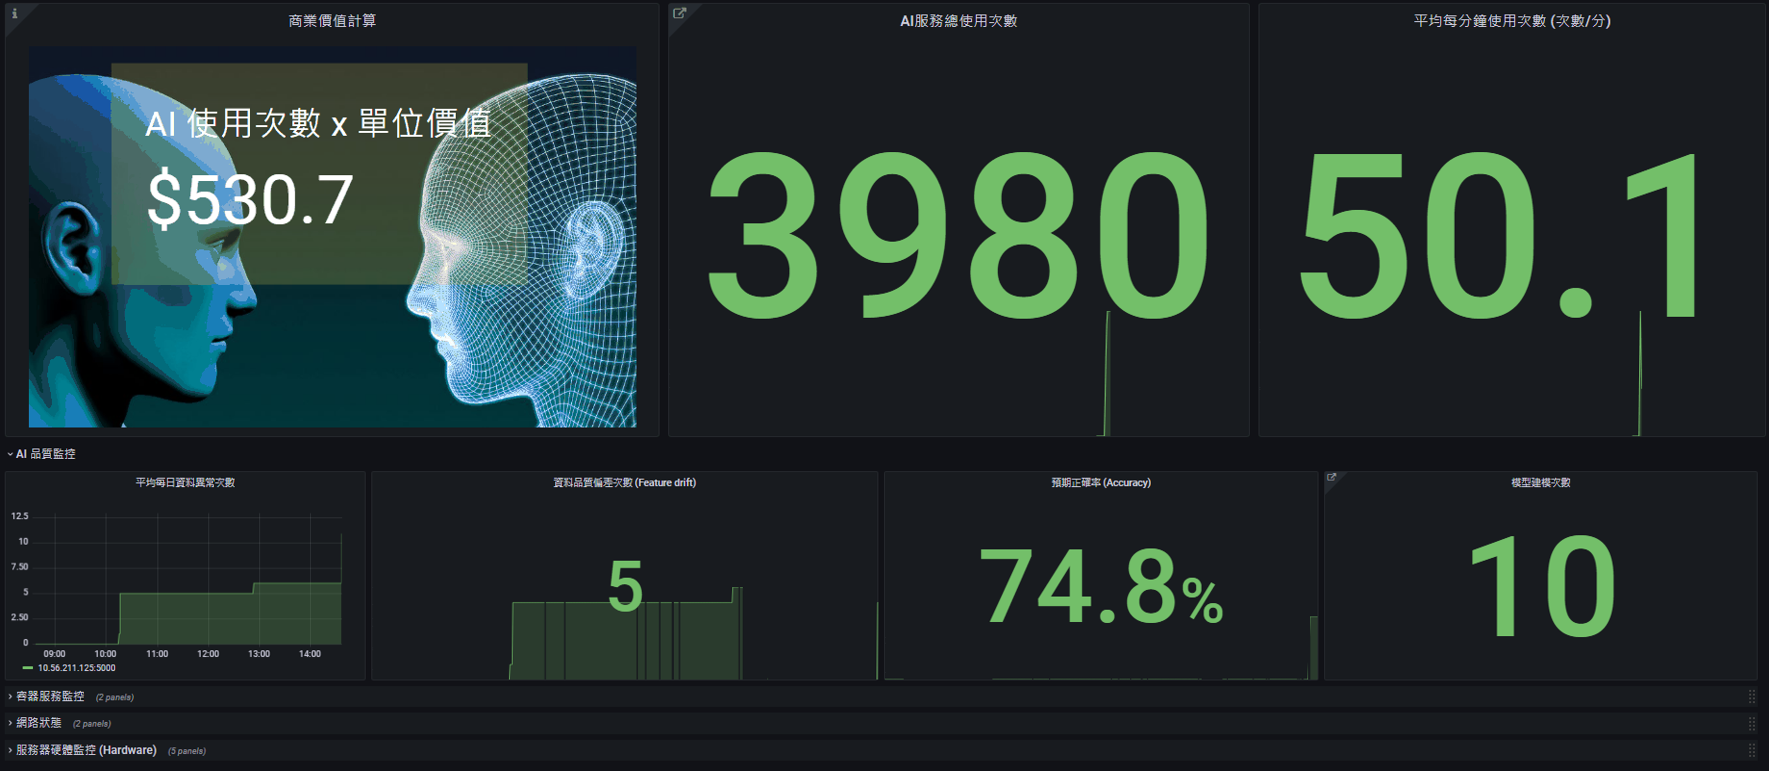 商業價值計算
AI 使用次數 x 單位價值
$530.7
AI服務總使用次數
3980
平均每分鐘使用次數 (次數/分)
50.1
AI 品質監控
平均每日資料異常次數
12.5
10
7.50
5
2.50
0
09:00 10:00 11:00 12:00 13:00 14:00
10.56.211.125:5000
資料品質偏差次數 (Feature drift)
5
預期正確率 (Accuracy)
74.8%
模型建模次數
10
容器服務監控 (2 panels)
網路狀態 (2 panels)
服務器硬體監控 (Hardware) (5 panels)